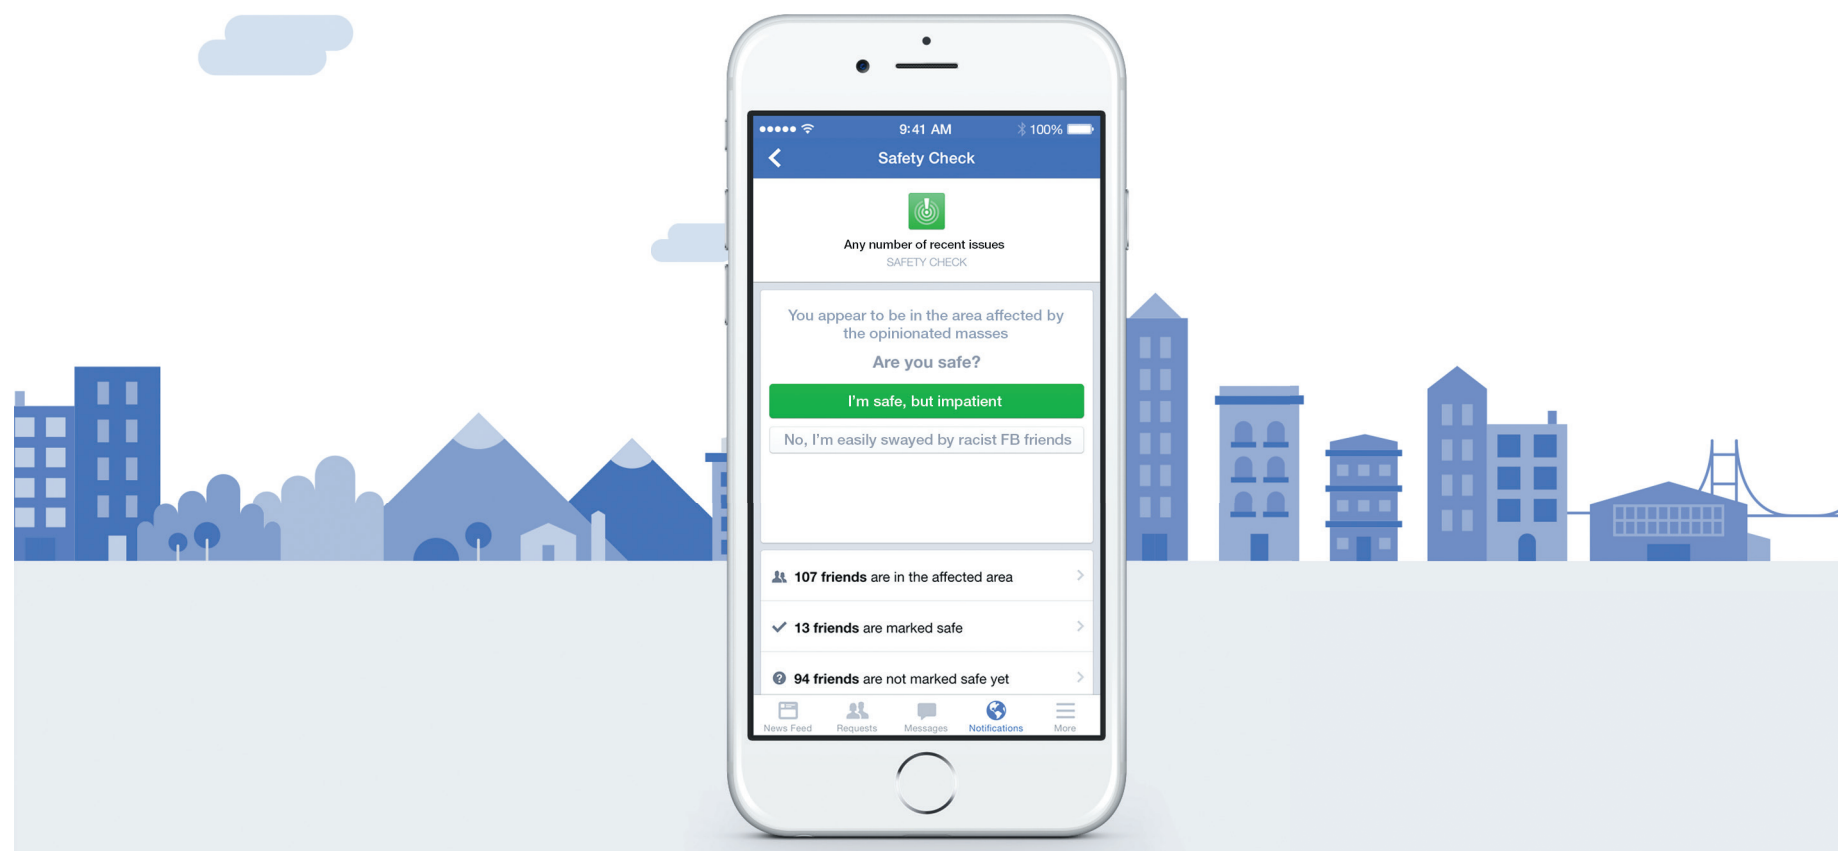 9:41 AM
100%
Safety Check
Any number of recent issues
SAFETY CHECK
You appear to be in the area affected by
the opinionated masses
Are you safe?
I'm safe, but impatient
No, I'm easily swayed by racist FB friends
107 friends are in the affected area
13 friends are marked safe
94 friends are not marked safe yet
News Feed
Requests
Messages
Notifications
More